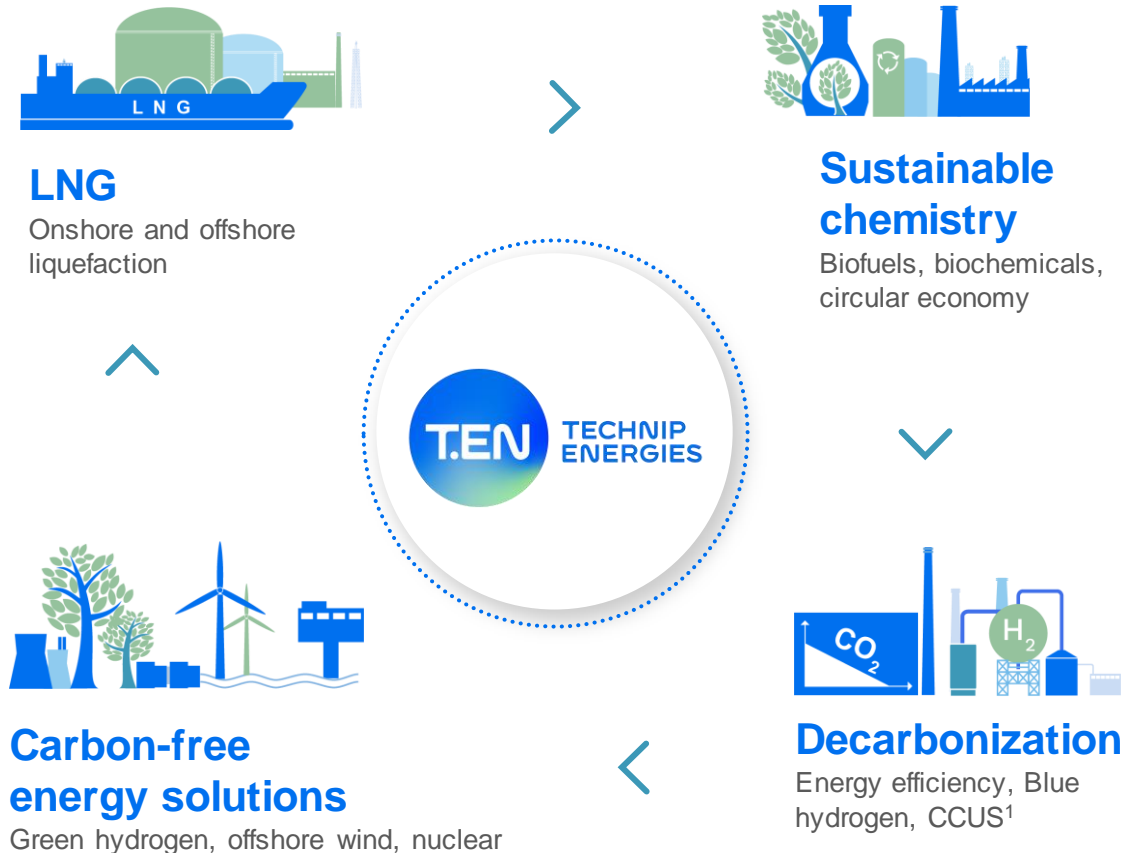 L N G
LNG
Onshore and offshore
liquefaction
Sustainable
chemistry
Biofuels, biochemicals,
circular economy
T.EN TECHNIP
ENERGIES
Carbon-free
energy solutions
Green hydrogen, offshore wind, nuclear
CO₂
H₂
Decarbonization
Energy efficiency, Blue
hydrogen, CCUS¹